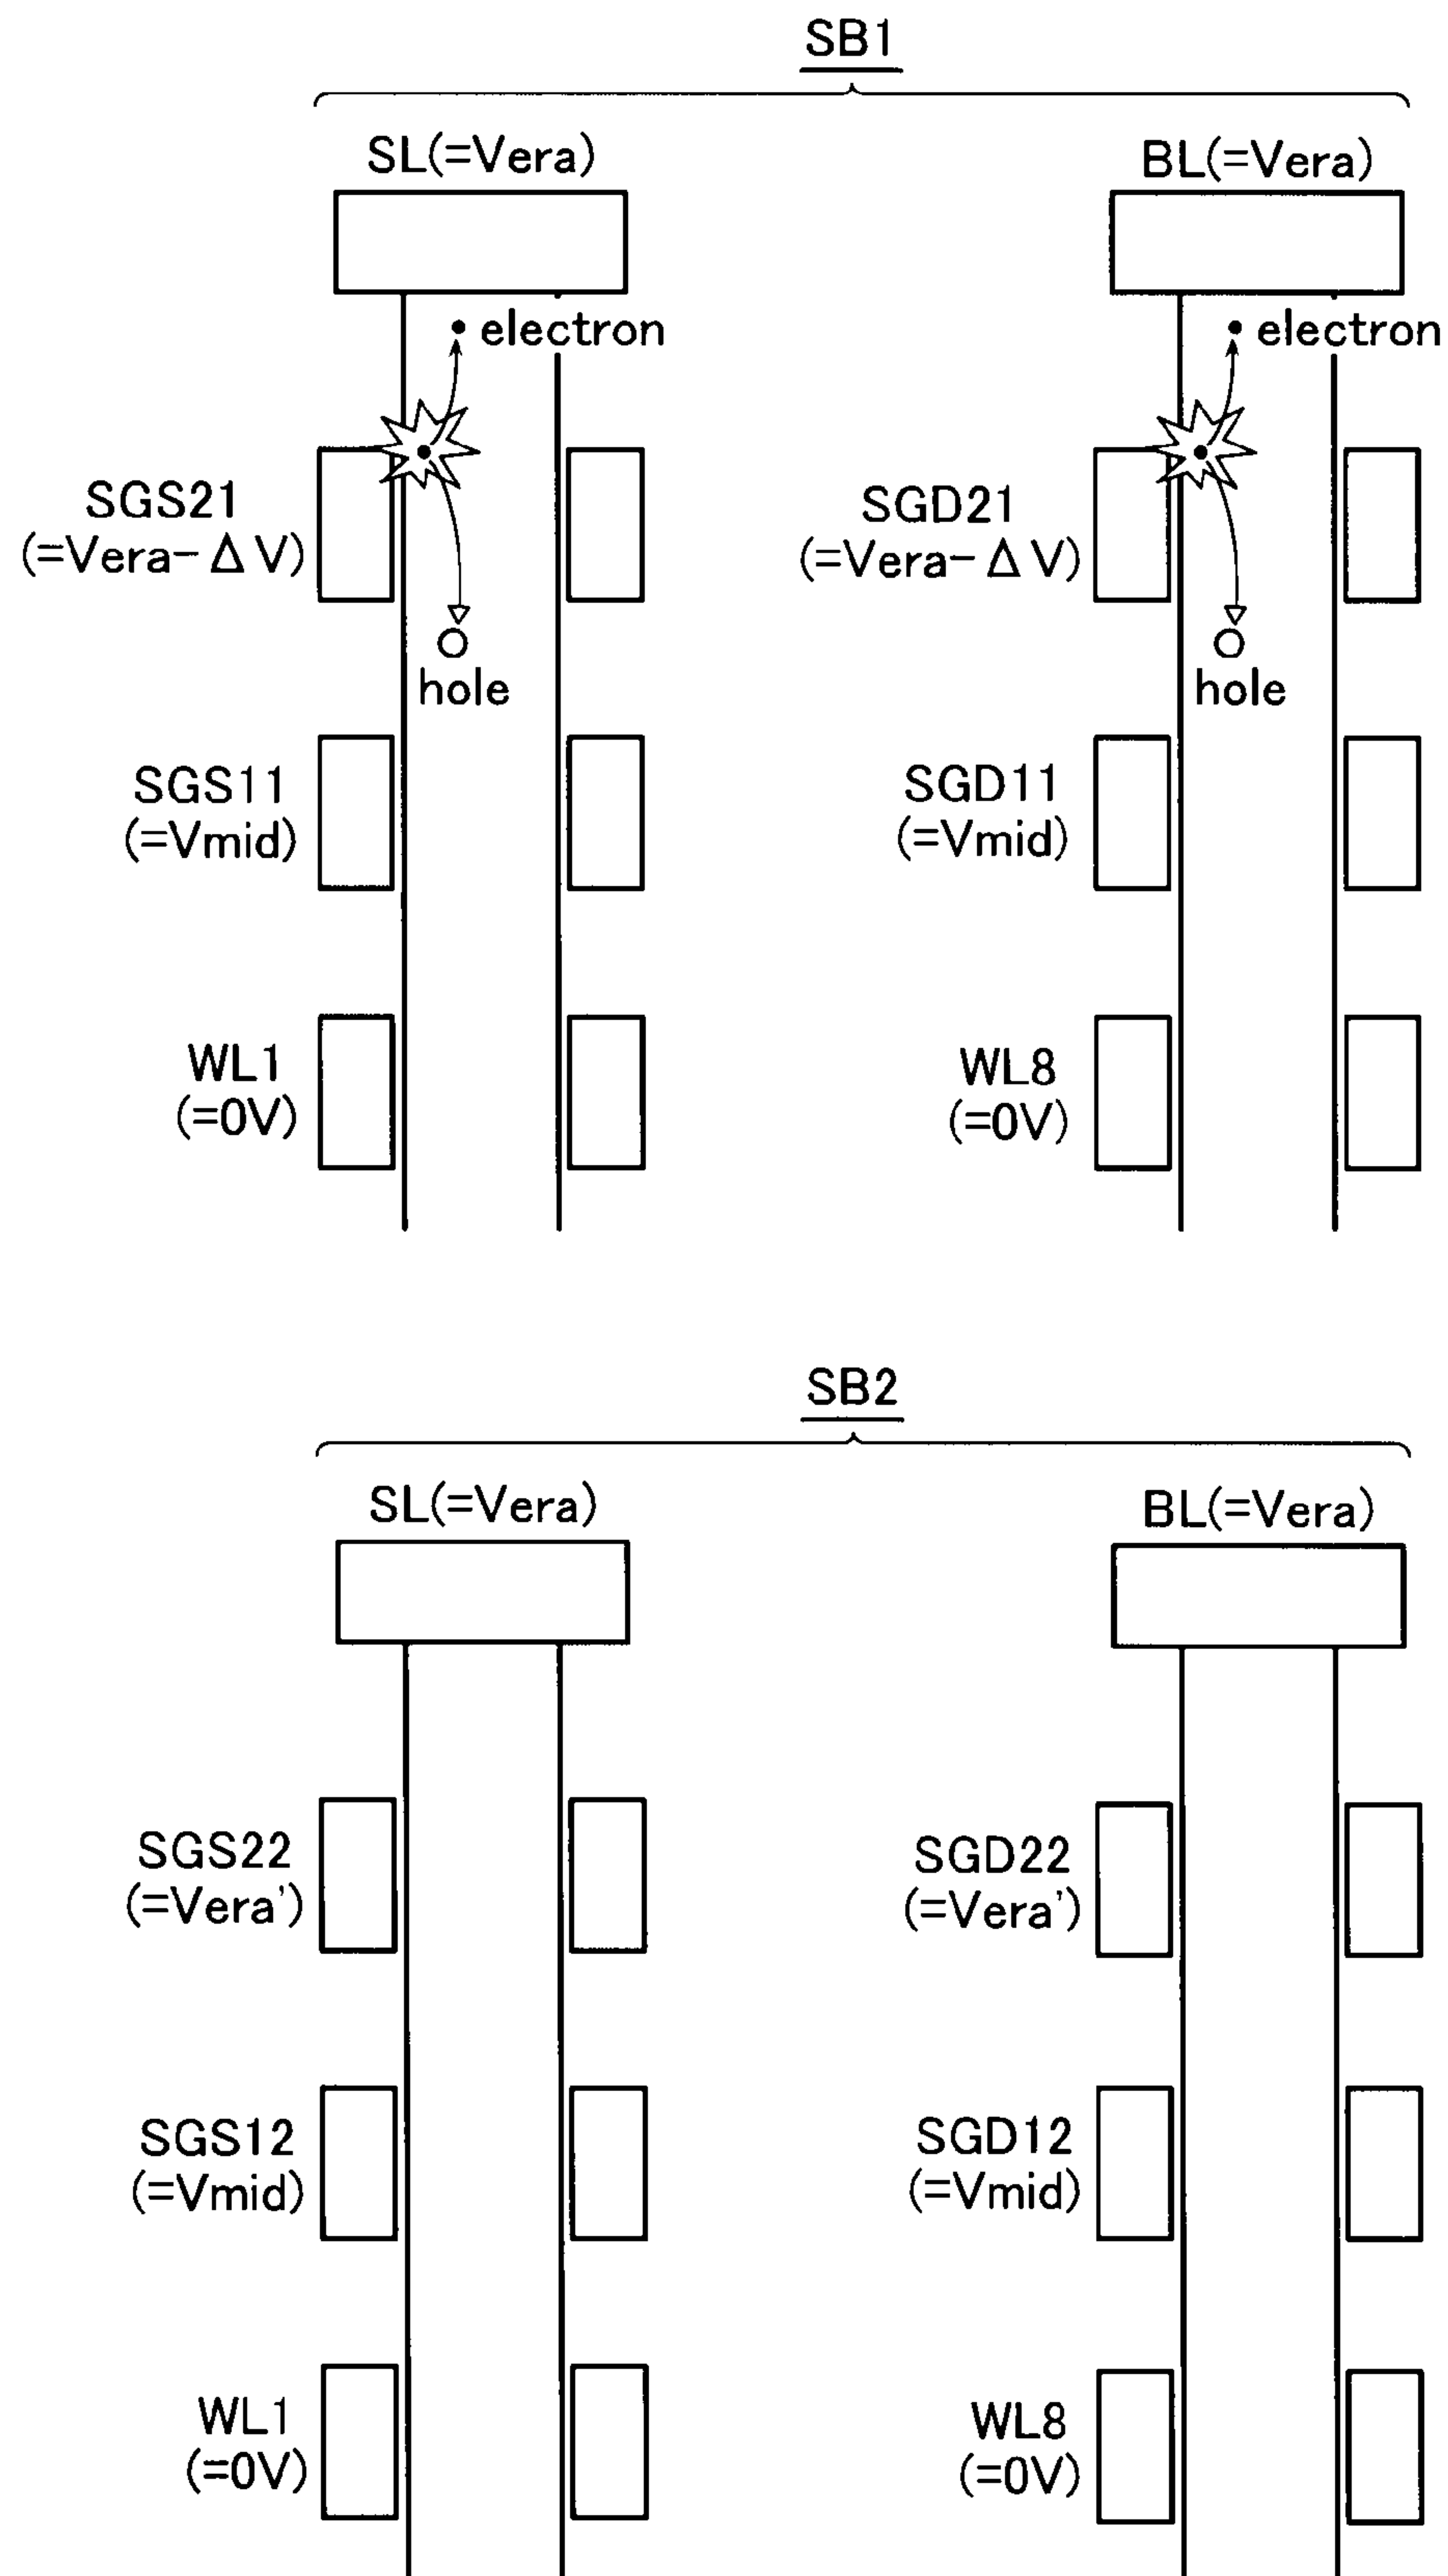 SB1
SL(=Vera)
BL(=Vera)
electron
electron
SGS21
(=Vera-ΔV)
SGD21
(=Vera-ΔV)
hole
hole
SGS11
(=Vmid)
SGD11
(=Vmid)
WL1
(=0V)
WL8
(=0V)
SB2
SL(=Vera)
BL(=Vera)
SGS22
(=Vera')
SGD22
(=Vera')
SGS12
(=Vmid)
SGD12
(=Vmid)
WL1
(=0V)
WL8
(=0V)